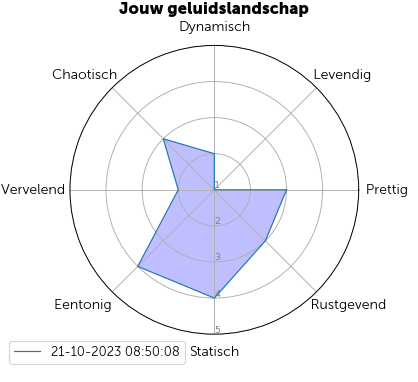 Jouw geluidslandschap
Dynamisch
Chaotisch
Levendig
Vervelend
1
Prettig
2
3
4
Eentonig
Rustgevend
5
21-10-2023 08:50:08
Statisch